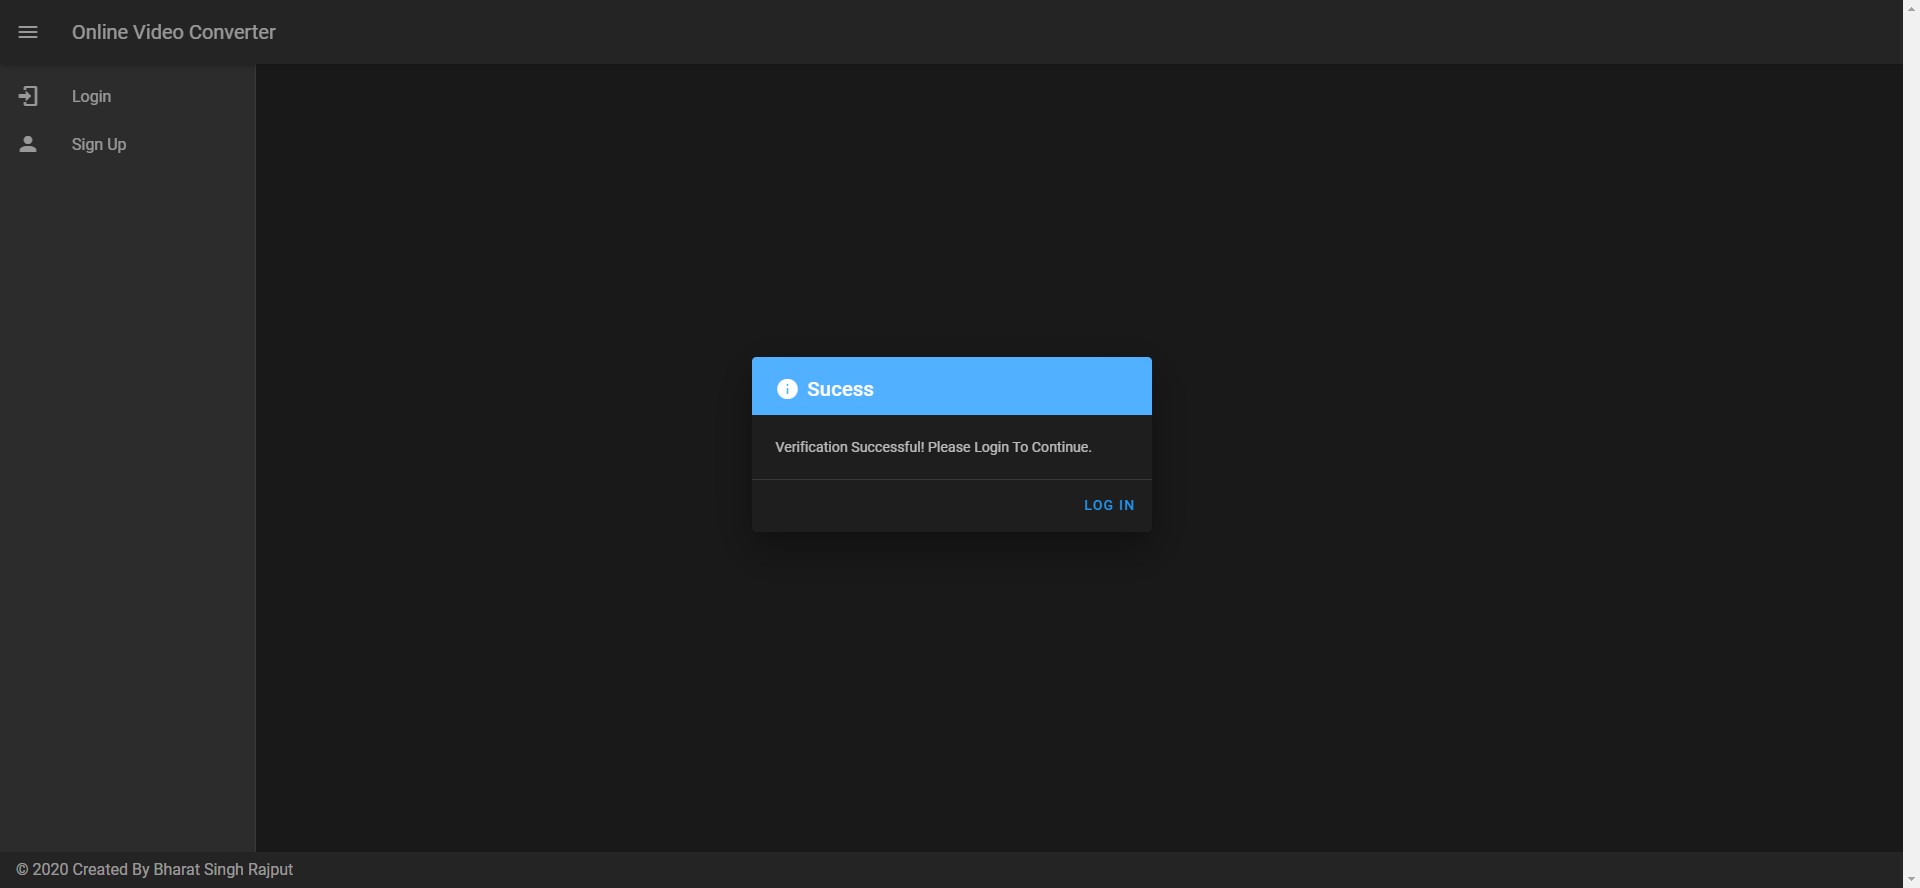 Online Video Converter
Login
Sign Up
Sucess
Verification Successful! Please Login To Continue.
LOG IN
© 2020 Created By Bharat Singh Rajput